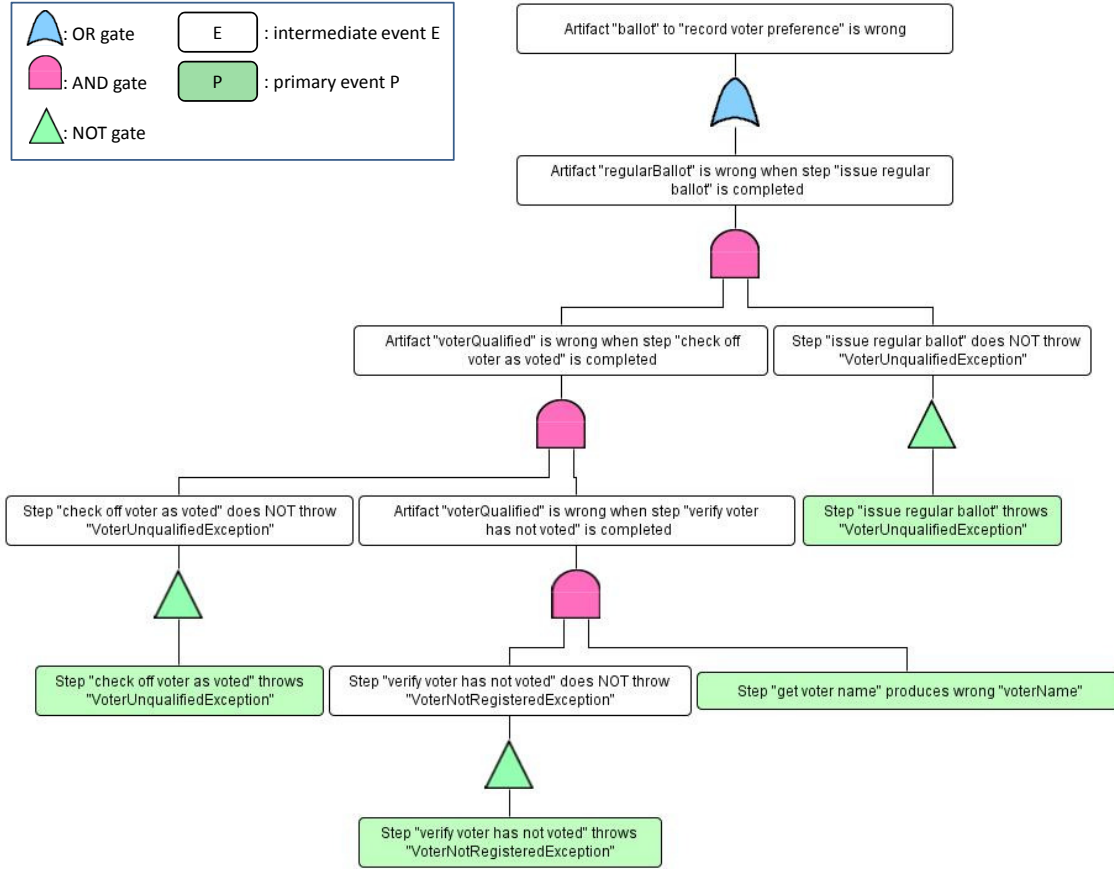 : OR gate
E
: intermediate event E
: AND gate
P
: primary event P
: NOT gate
Artifact "ballot" to "record voter preference" is wrong
Artifact "regularBallot" is wrong when step "issue regular
ballot" is completed
Artifact "voterQualified" is wrong when step "check off
voter as voted" is completed
Step "issue regular ballot" does NOT throw
"VoterUnqualifiedException"
Step "check off voter as voted" does NOT throw
"VoterUnqualifiedException"
Artifact "voterQualified" is wrong when step "verify voter
has not voted" is completed
Step "issue regular ballot" throws
"VoterUnqualifiedException"
Step "check off voter as voted" throws
"VoterUnqualifiedException"
Step "verify voter has not voted" does NOT throw
"VoterNotRegisteredException"
Step "get voter name" produces wrong "voterName"
Step "verify voter has not voted" throws
"VoterNotRegisteredException"